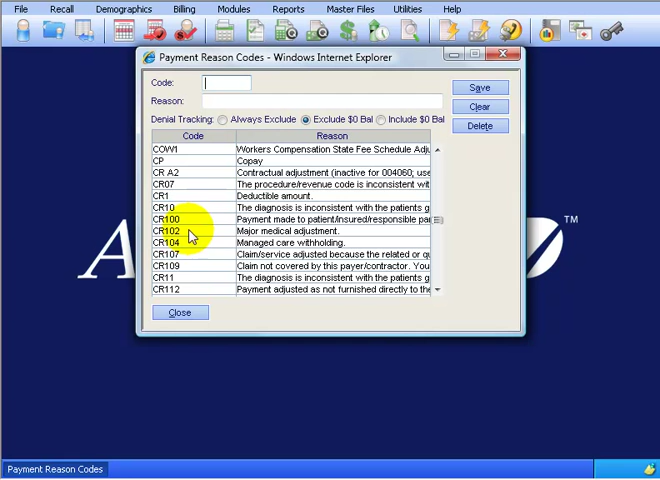 File Recall Demographics Billing Modules Reports Master Files Utilities Help
Payment Reason Codes - Windows Internet Explorer
Code:
Reason:
Denial Tracking: Always Exclude Exclude $0 Bal Include $0 Bal
Save
Clear
Delete
Code Reason
COW1 Workers Compensation State Fee Schedule Adju
CP Copay
CR A2 Contractual adjustment (inactive for 004060; use
CR07 The procedure/revenue code is inconsistent wit
CR1 Deductible amount.
CR10 The diagnosis is inconsistent with the patients g
CR100 Payment made to patient/insured/responsible par
CR102 Major medical adjustment.
CR104 Managed care withholding.
CR107 Claim/service adjusted because the related or qu
CR109 Claim not covered by this payer/contractor. You
CR11 The diagnosis is inconsistent with the patients g
CR112 Payment adjusted as not furnished directly to the
Close
A
TM
Payment Reason Codes